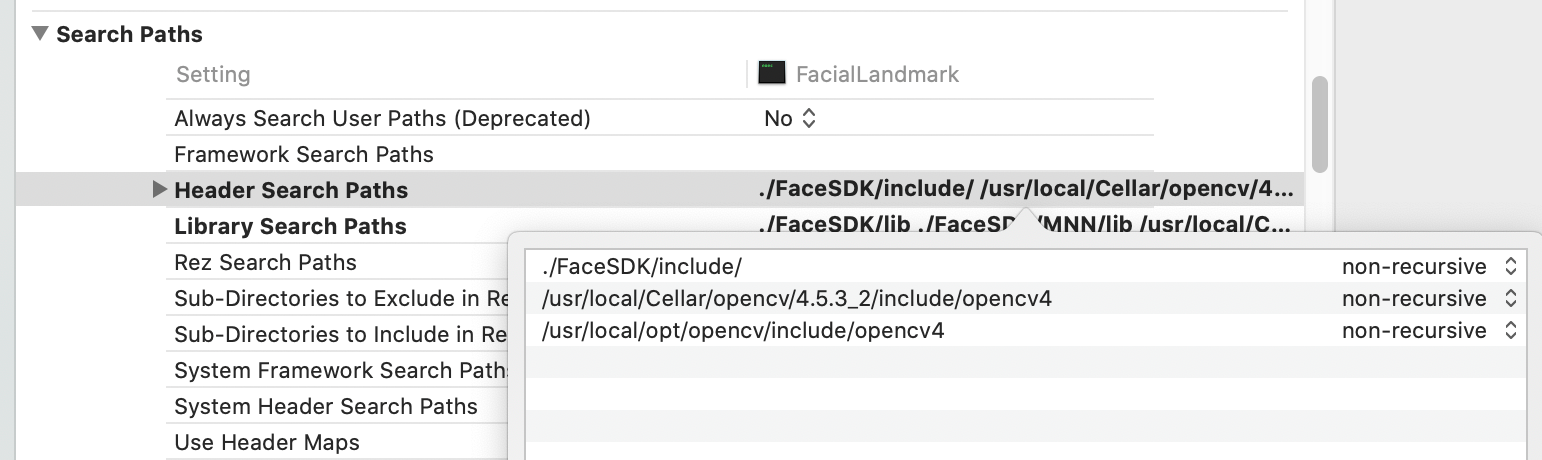 Search Paths
Setting FacialLandmark
Always Search User Paths (Deprecated) No
Framework Search Paths
Header Search Paths ./FaceSDK/include/ /usr/local/Cellar/opencv/4...
Library Search Paths ./FaceSDK/lib ./FaceSD /MNN/lib /usr/local/C...
Rez Search Paths
Sub-Directories to Exclude in Re
Sub-Directories to Include in Re
System Framework Search Path
System Header Search Paths
Use Header Maps
./FaceSDK/include/ non-recursive
/usr/local/Cellar/opencv/4.5.3_2/include/opencv4 non-recursive
/usr/local/opt/opencv/include/opencv4 non-recursive